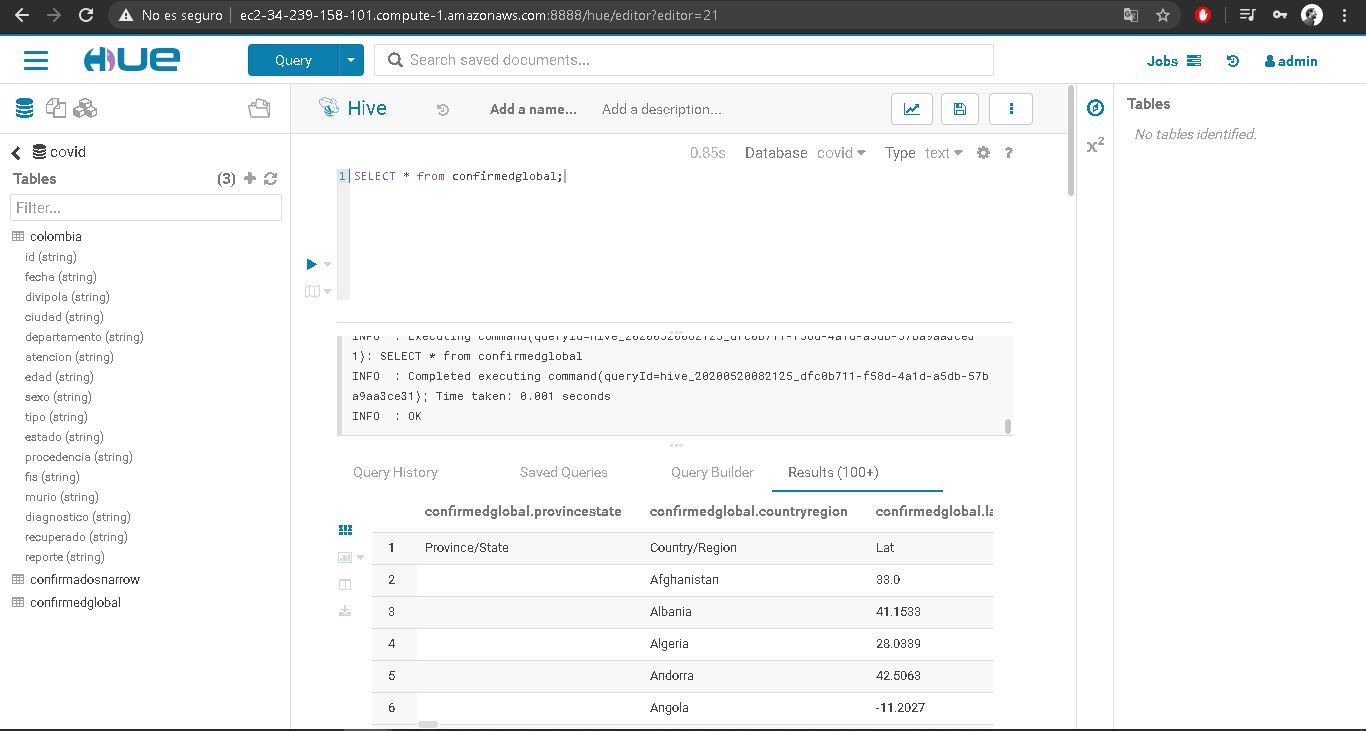 No es seguro | ec2-34-239-158-101.compute-1.amazonaws.com:8888/hue/editor?editor=21
HUE
Query
Search saved documents...
Jobs
admin
Hive
Add a name...
Add a description...
Tables
No tables identified.
covid
0.85s Database covid Type text ?
Tables (3)
Filter...
1 SELECT * from confirmedglobal;
colombia
id (string)
fecha (string)
divipola (string)
ciudad (string)
departamento (string)
atencion (string)
edad (string)
sexo (string)
tipo (string)
estado (string)
procedencia (string)
fis (string)
murio (string)
diagnostico (string)
recuperado (string)
reporte (string)
confirmadosnarrow
confirmedglobal
INFO : Executing command(queryId=hive_20200520082125_dfc0b711-f58d-4a1d-a5db-57ba9aa3ce3
1): SELECT * from confirmedglobal
INFO : Completed executing command(queryId=hive_20200520082125_dfc0b711-f58d-4a1d-a5db-57b
a9aa3ce31); Time taken: 0.001 seconds
INFO : OK
Query History Saved Queries Query Builder Results (100+)
confirmedglobal.provincestate confirmedglobal.countryregion confirmedglobal.la
1 Province/State Country/Region Lat
2 Afghanistan 33.0
3 Albania 41.1533
4 Algeria 28.0339
5 Andorra 42.5063
6 Angola -11.2027
x2